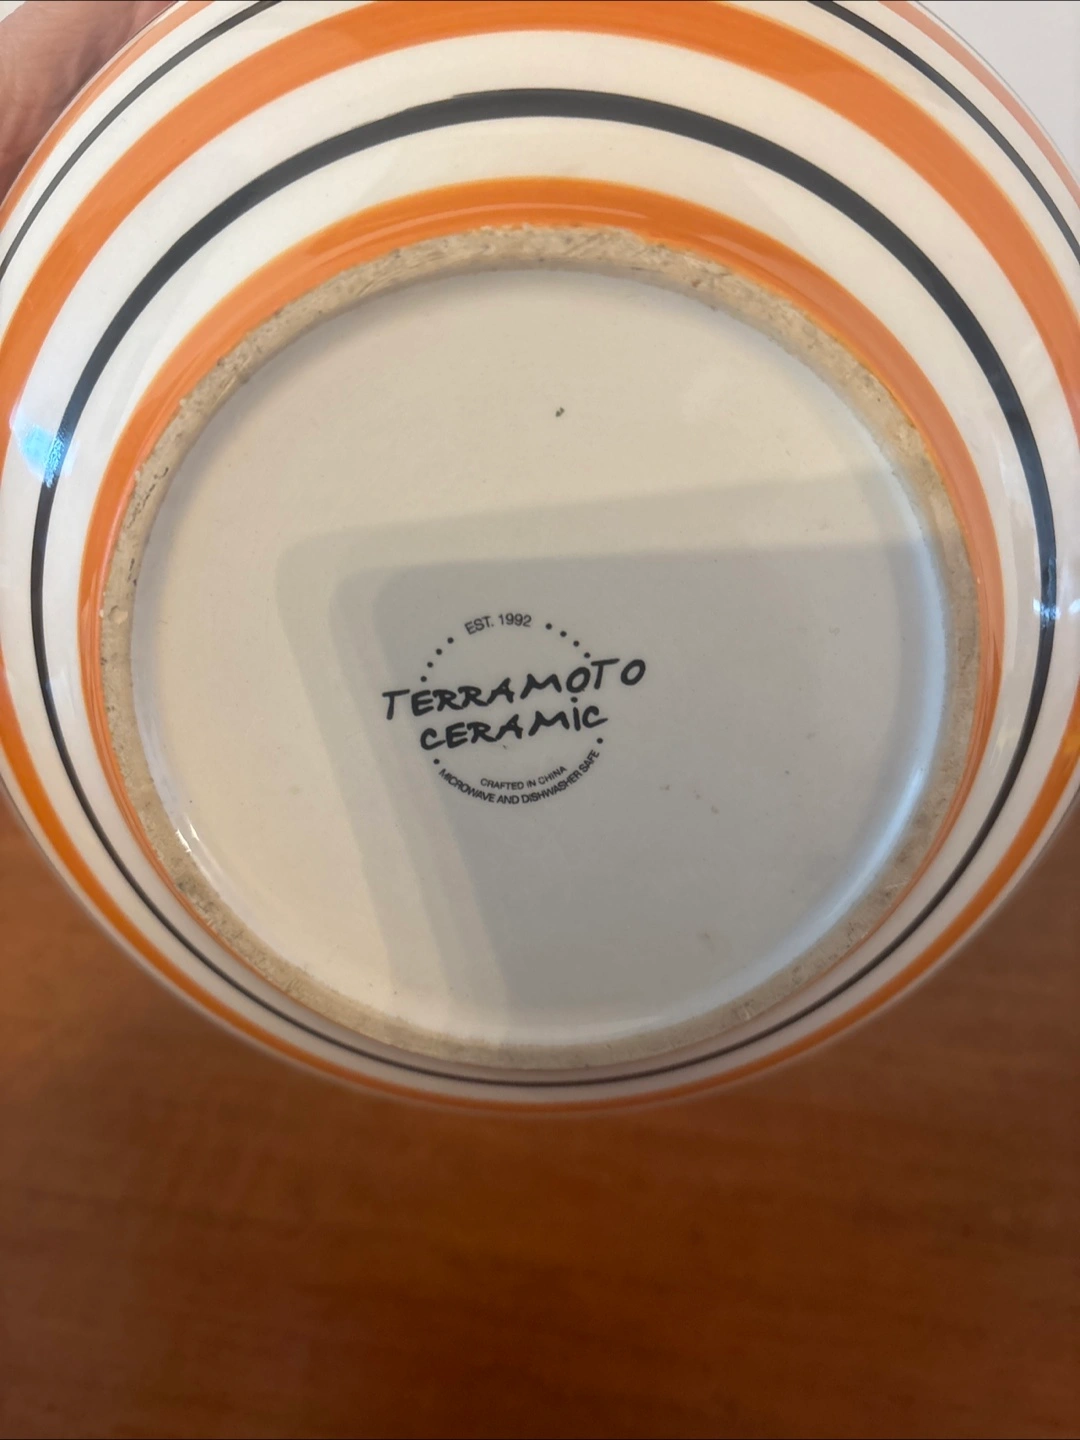 EST. 1992
TERRAMOTO
CERAMIC
CRAFTED IN CHINA
MICROWAVE AND DISHWASHER SAFE